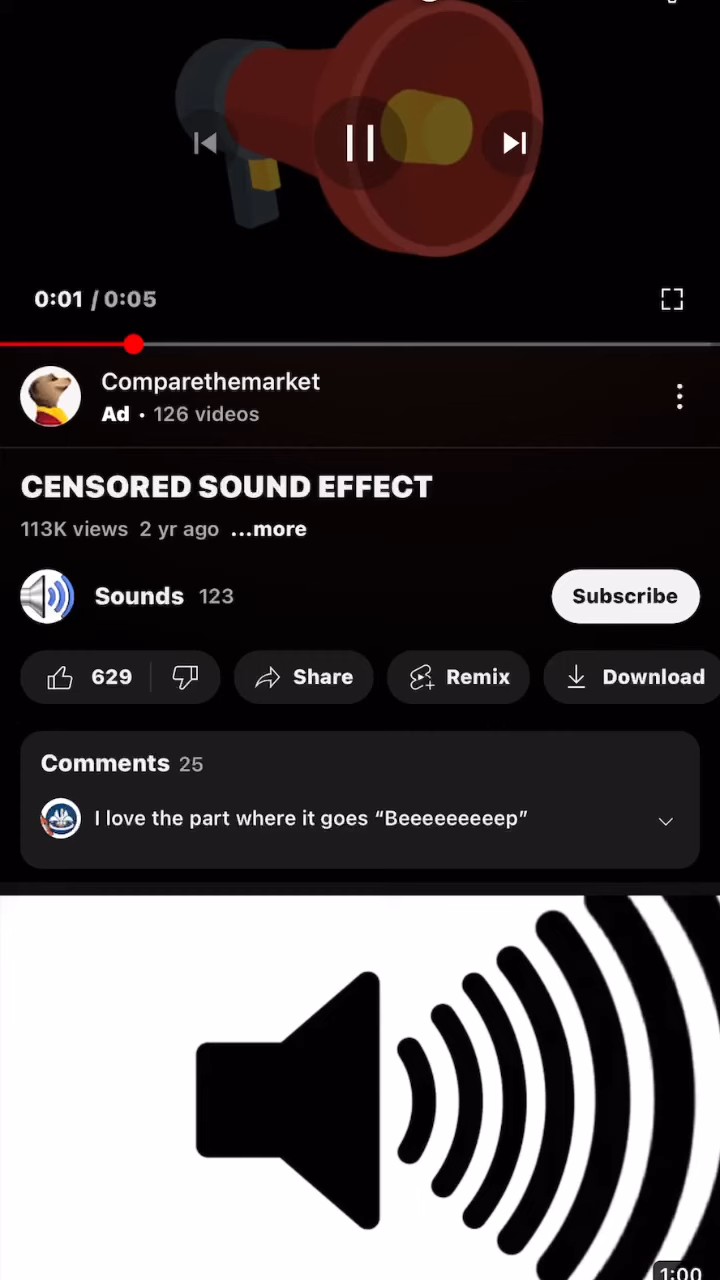 0:01 / 0:05
Comparethemarket
Ad • 126 videos
CENSORED SOUND EFFECT
113K views 2 yr ago ...more
Sounds 123
Subscribe
629
Share
Remix
Download
Comments 25
I love the part where it goes “Beeeeeeeeep”
1:00